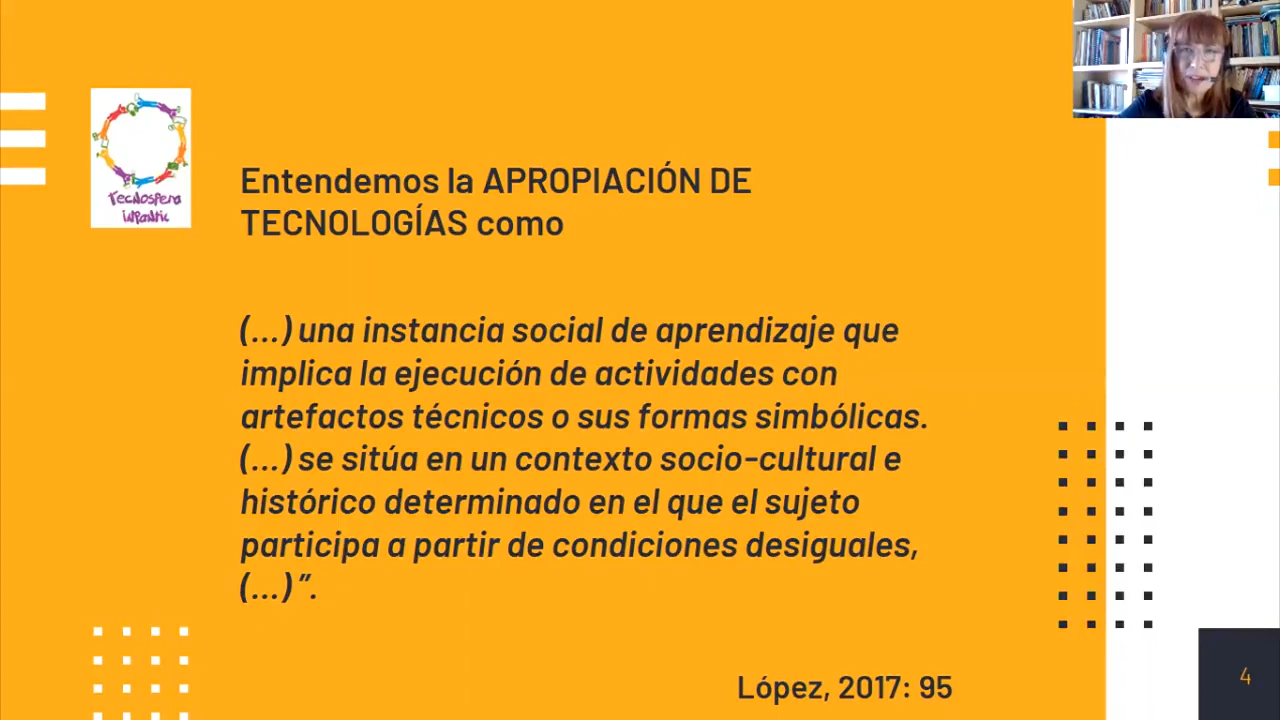 Tecnosfera
infantic
Entendemos la APROPIACIÓN DE
TECNOLOGÍAS como
(...) una instancia social de aprendizaje que
implica la ejecución de actividades con
artefactos técnicos o sus formas simbólicas.
(...) se sitúa en un contexto socio-cultural e
histórico determinado en el que el sujeto
participa a partir de condiciones desiguales,
(...) ”.
López, 2017: 95
4